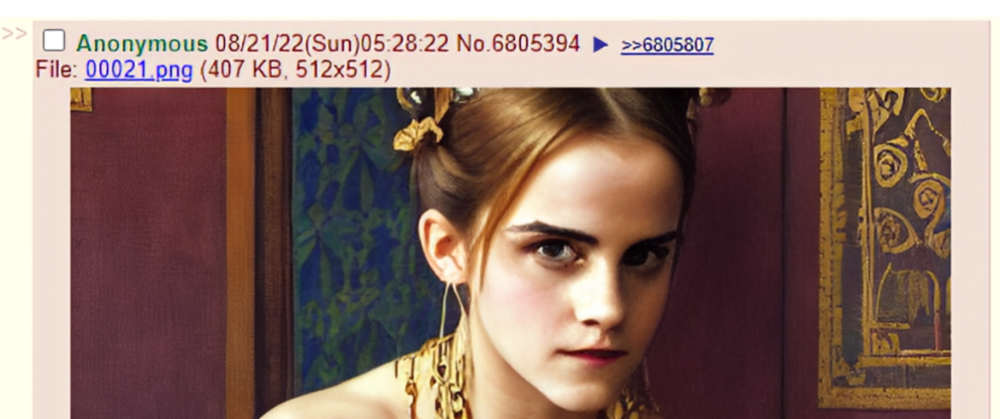 >> Anonymous 08/21/22(Sun)05:28:22 No.6805394 ▶ >>6805807
File: 00021.png (407 KB, 512x512)